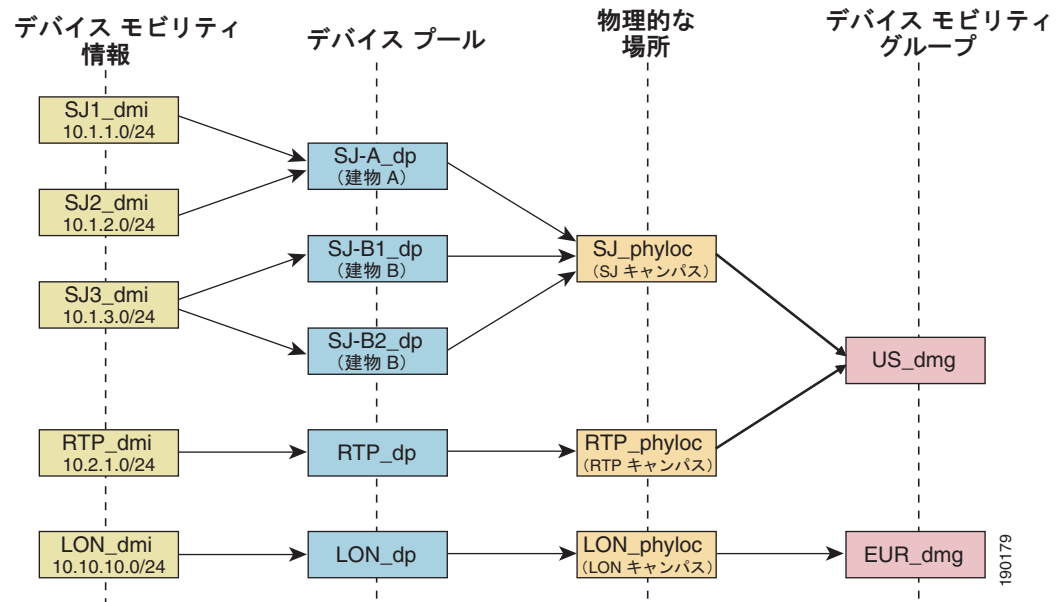 デバイス モビリティ
情報
デバイス プール
物理的な
場所
デバイス モビリティ
グループ
SJ1_dmi
10.1.1.0/24
SJ2_dmi
10.1.2.0/24
SJ3_dmi
10.1.3.0/24
RTP_dmi
10.2.1.0/24
LON_dmi
10.10.10.0/24
SJ-A_dp
（建物 A）
SJ-B1_dp
（建物 B）
SJ-B2_dp
（建物 B）
RTP_dp
LON_dp
SJ_phyloc
（SJ キャンパス）
RTP_phyloc
（RTP キャンパス）
LON_phyloc
（LON キャンパス）
US_dmg
EUR_dmg
190179